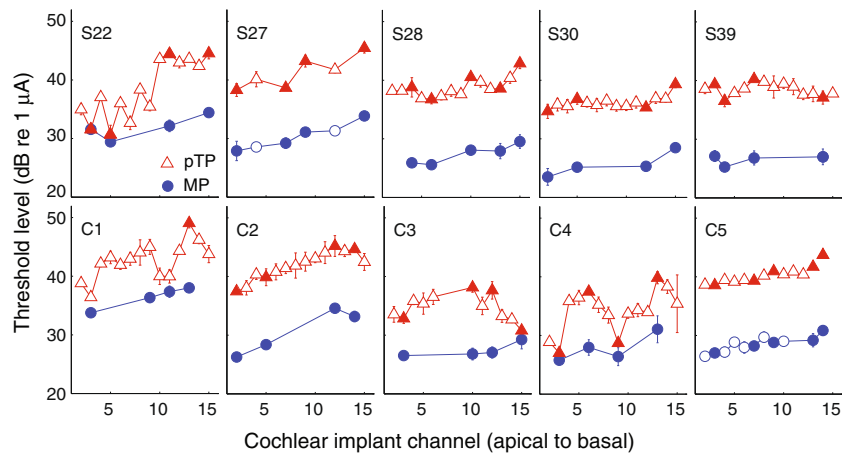 S22 S27 S28 S30 S39
50
40
30
20
pTP
MP
C1 C2 C3 C4 C5
50
40
30
20
5 10 15 5 10 15 5 10 15 5 10 15 5 10 15
Threshold level (dB re 1 μA)
Cochlear implant channel (apical to basal)